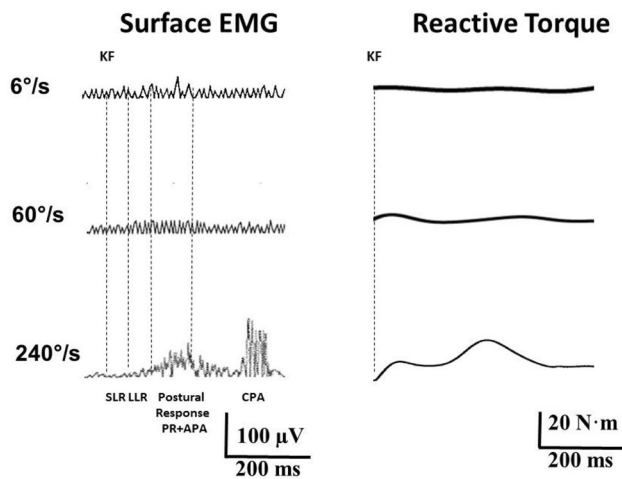 Surface EMG
Reactive Torque
KF
KF
6°/s
60°/s
240°/s
SLR LLR Postural CPA
Response
PR+APA
100 μV
200 ms
20 N·m
200 ms